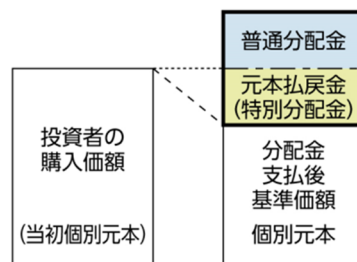 普通分配金
元本払戻金
(特別分配金)
投資者の
購入価額
(当初個別元本)
分配金
支払後
基準価額
個別元本